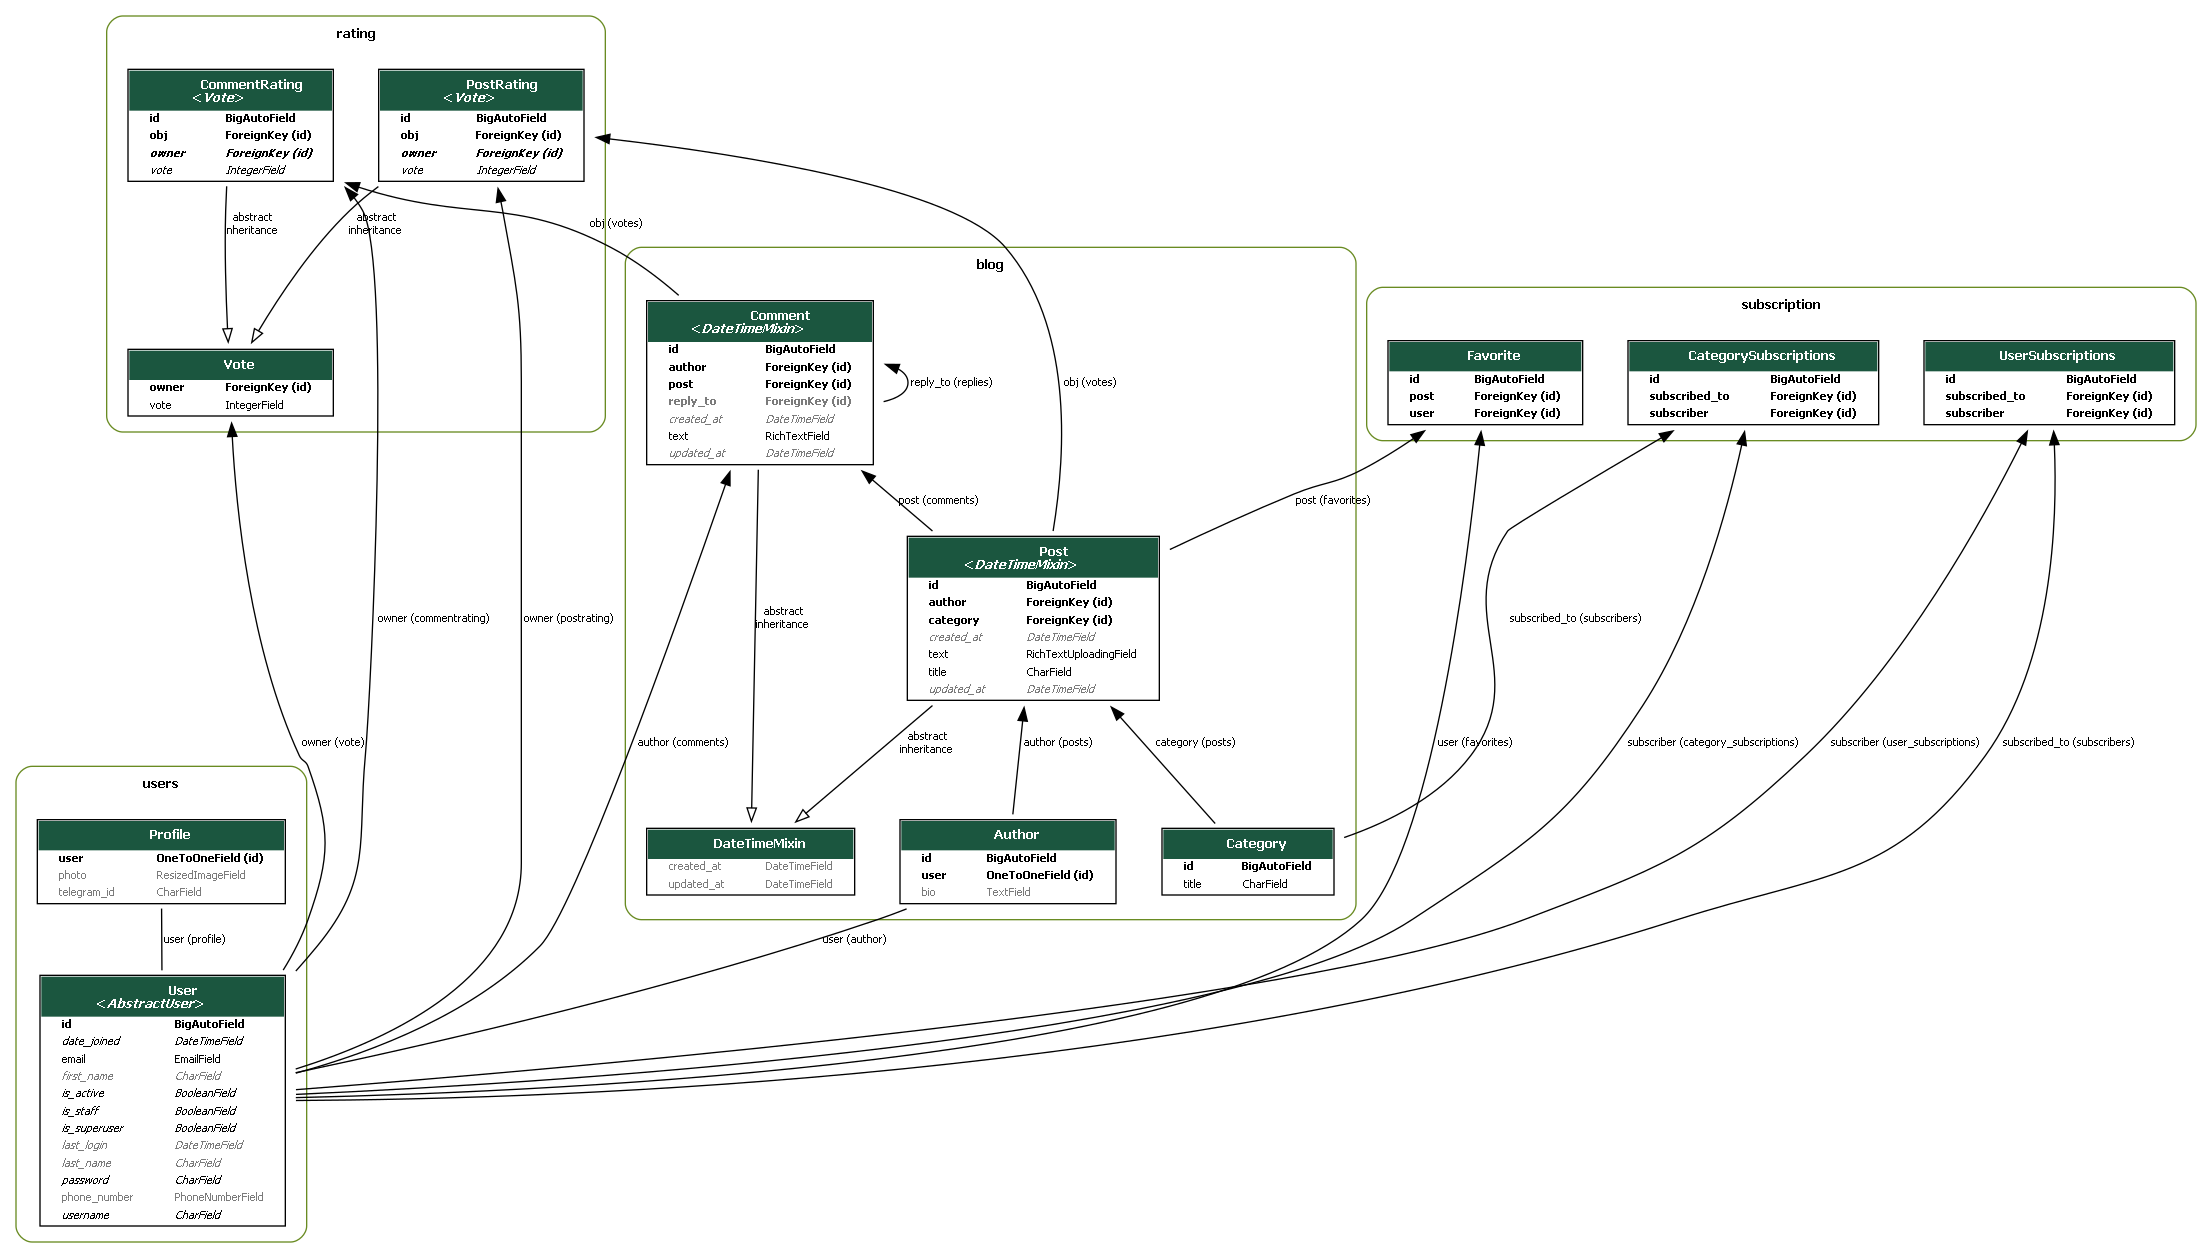 rating
CommentRating
<Vote>
id BigAutoField
obj ForeignKey (id)
owner ForeignKey (id)
vote IntegerField
PostRating
<Vote>
id BigAutoField
obj ForeignKey (id)
owner ForeignKey (id)
vote IntegerField
abstract
nheritance
abstract
inheritance
obj (votes)
Vote
owner ForeignKey (id)
vote IntegerField
blog
Comment
<DateTimeMixin>
id BigAutoField
author ForeignKey (id)
post ForeignKey (id)
reply_to ForeignKey (id)
created_at DateTimeField
text RichTextField
updated_at DateTimeField
reply_to (replies)
obj (votes)
subscription
Favorite
id BigAutoField
post ForeignKey (id)
user ForeignKey (id)
CategorySubscriptions
id BigAutoField
subscribed_to ForeignKey (id)
subscriber ForeignKey (id)
UserSubscriptions
id BigAutoField
subscribed_to ForeignKey (id)
subscriber ForeignKey (id)
post (comments)
post (favorites)
Post
<DateTimeMixin>
id BigAutoField
author ForeignKey (id)
category ForeignKey (id)
created_at DateTimeField
text RichTextUploadingField
title CharField
updated_at DateTimeField
owner (commentrating)
owner (postrating)
abstract
inheritance
subscribed_to (subscribers)
owner (vote)
author (comments)
abstract
inheritance
author (posts)
category (posts)
user (favorites)
subscriber (category_subscriptions)
subscriber (user_subscriptions)
subscribed_to (subscribers)
users
Profile
user OneToOneField (id)
photo ResizedImageField
telegram_id CharField
DateTimeMixin
created_at DateTimeField
updated_at DateTimeField
Author
id BigAutoField
user OneToOneField (id)
bio TextField
Category
id BigAutoField
title CharField
user (profile)
user (author)
User
<AbstractUser>
id BigAutoField
date_joined DateTimeField
email EmailField
first_name CharField
is_active BooleanField
is_staff BooleanField
is_superuser BooleanField
last_login DateTimeField
last_name CharField
password CharField
phone_number PhoneNumberField
username CharField